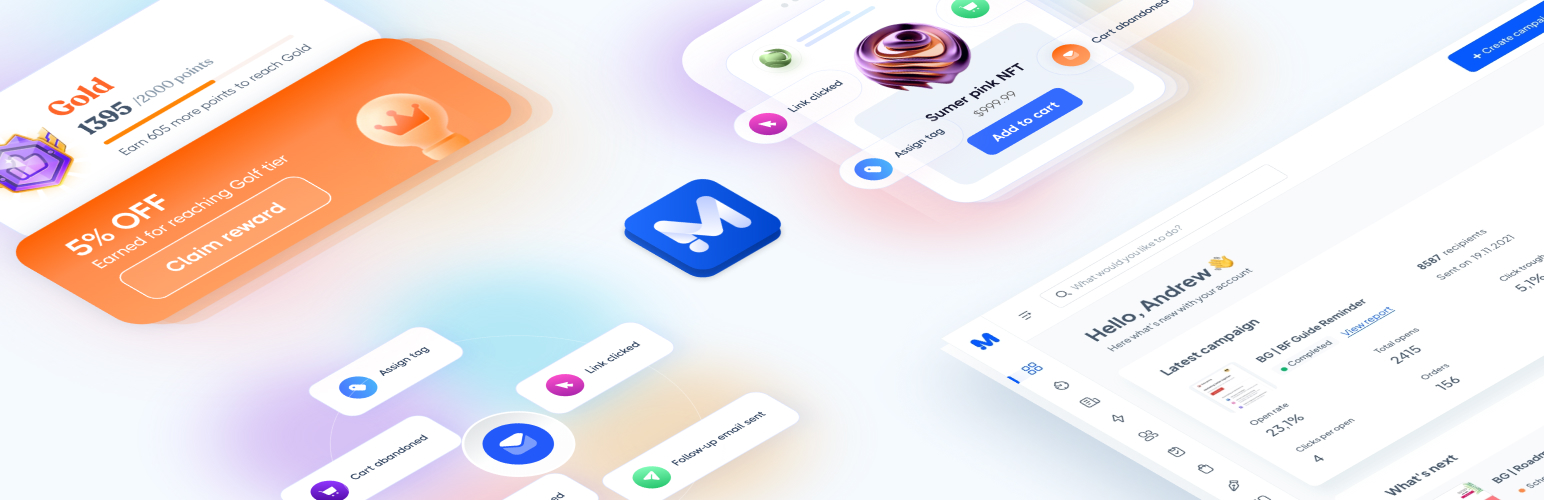 Gold
1395 /2000 points
Earn 605 more points to reach Gold
5% OFF
Earned for reaching Golf tier
Claim reward
Link clicked
Assign tag
Cart abandoned
Sumer pink NFT
$999,99
Add to cart
Assign tag
Link clicked
Cart abandoned
Follow-up email sent
M
+ Create campai
What would you like to do?
Hello, Andrew
Here what's new with your account
Latest campaign
BG | BF Guide Reminder
Completed
View report
8587 recipients
Sent on 19.11.2021
Open rate
23.1%
Total opens
2415
Click trough
5,1%
Clicks per open
4
Orders
156
What's next
BG | Roadm